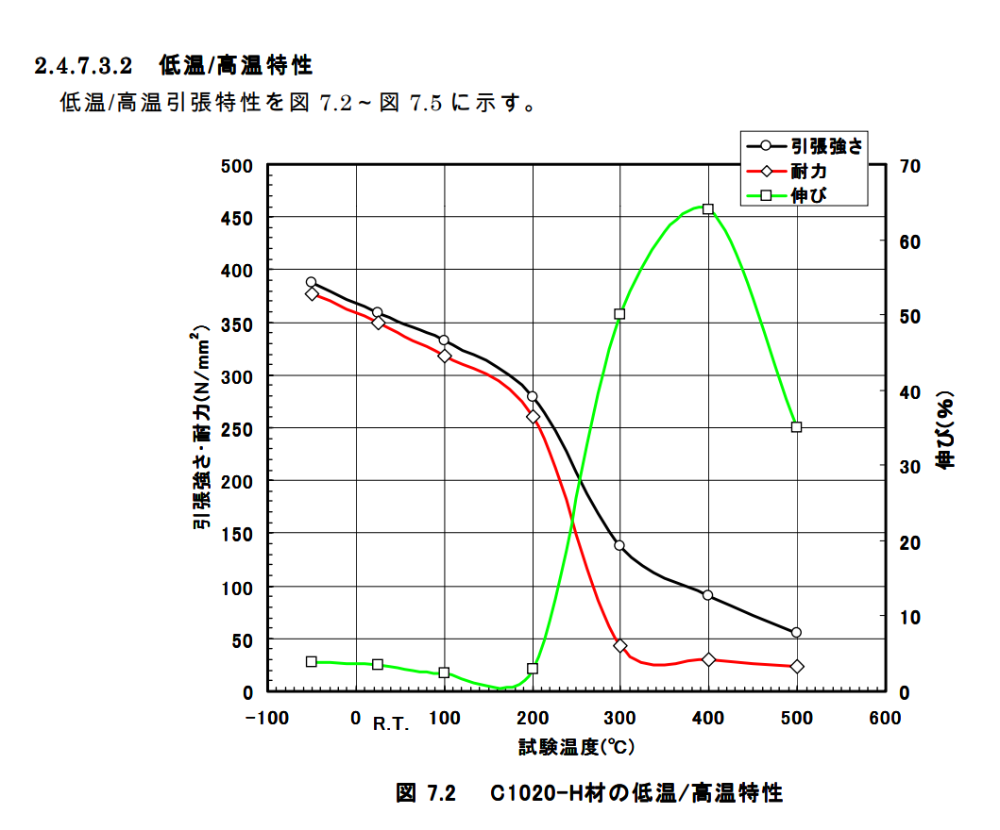 2.4.7.3.2 低温/高温特性
低温/高温引張特性を図 7.2~図 7.5 に示す。
引張強さ
耐力
伸び
500
450
400
350
300
250
200
150
100
50
0
引張強さ・耐力(N/mm²)
70
60
50
40
30
20
10
0
伸び(%)
-100 0 R.T. 100 200 300 400 500 600
試験温度(℃)
図 7.2 C1020-H材の低温/高温特性